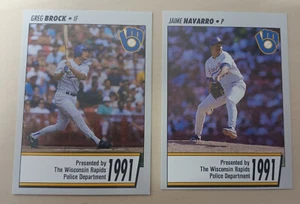 GREG BROCK • IF
Presented by
The Wisconsin Rapids
Police Department
1991
JAIME NAVARRO • P
Presented by
The Wisconsin Rapids
Police Department
1991